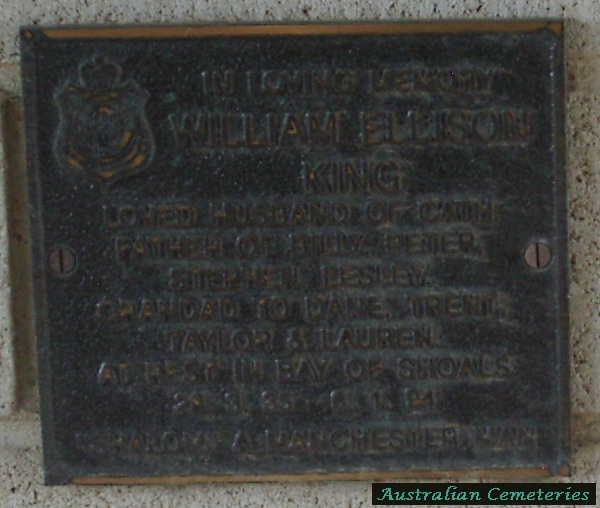 IN LOVING MEMORY
WILLIAM ELLISON
KING
LOVED HUSBAND OF CATH.
FATHER OF BILLY, PETER,
STEPHEN, LESLEY.
GRANDAD TO DANE, TRENT,
TAYLOR & LAUREN.
AT REST IN BAY OF SHOALS
A MANCHESTER MAN
Australian Cemeteries